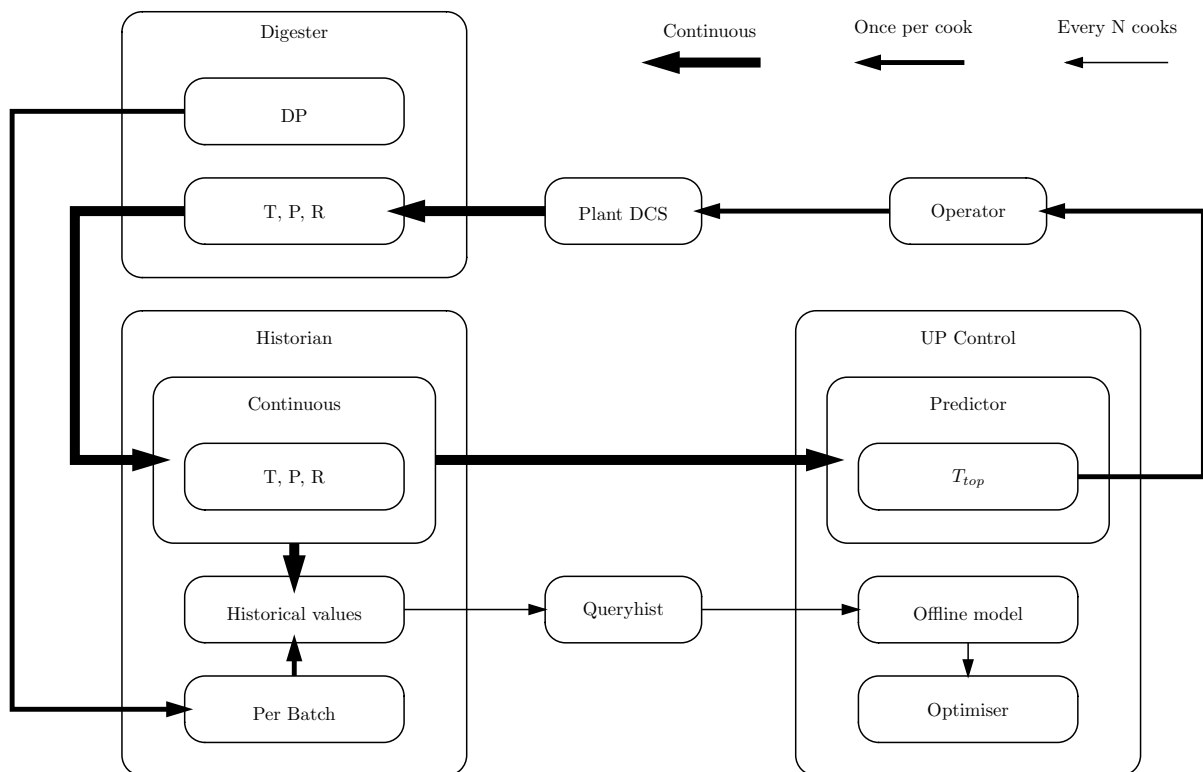 Digester
Continuous
Once per cook
Every N cooks
DP
T, P, R
Plant DCS
Operator
Historian
UP Control
Continuous
Predictor
T, P, R
T_top
Historical values
Queryhist
Offline model
Per Batch
Optimiser